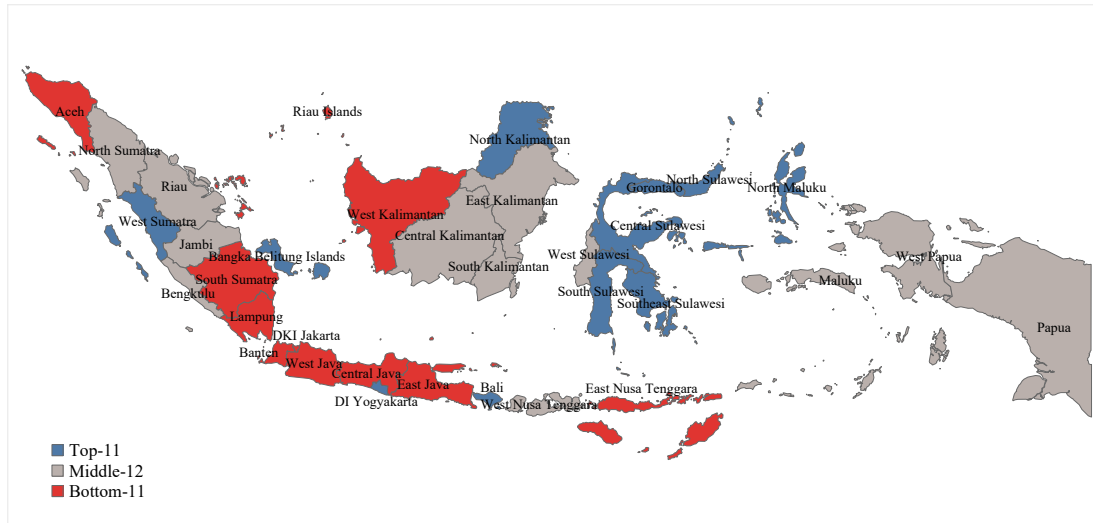 Aceh
Riau Islands
North Kalimantan
North Sumatra
Riau
Gorontalo
North Sulawesi
North Maluku
West Sumatra
West Kalimantan
East Kalimantan
Central Sulawesi
Jambi
Central Kalimantan
Bangka Belitung Islands
West Sulawesi
West Papua
South Kalimantan
South Sumatra
Maluku
Bengkulu
South Sulawesi
Southeast Sulawesi
Lampung
Papua
DKI Jakarta
Banten
West Java
Central Java
East Java
Bali
East Nusa Tenggara
DI Yogyakarta
West Nusa Tenggara
Top-11
Middle-12
Bottom-11